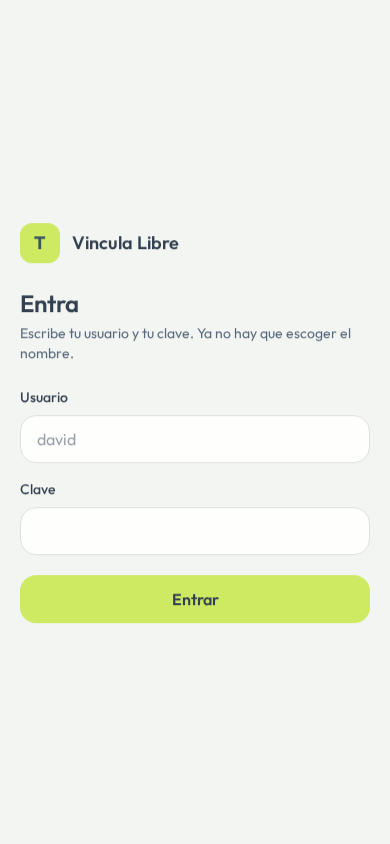 T
Vincula Libre
Entra
Escribe tu usuario y tu clave. Ya no hay que escoger el
nombre.
Usuario
david
Clave
Entrar